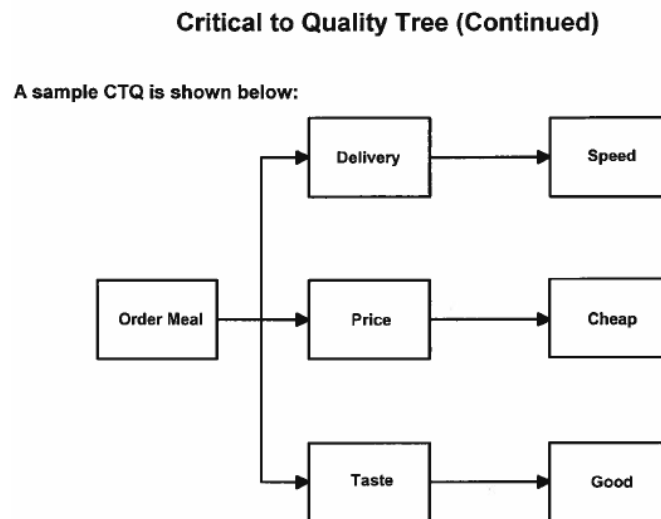 Critical to Quality Tree (Continued)
A sample CTQ is shown below:
Delivery
Speed
Order Meal
Price
Cheap
Taste
Good